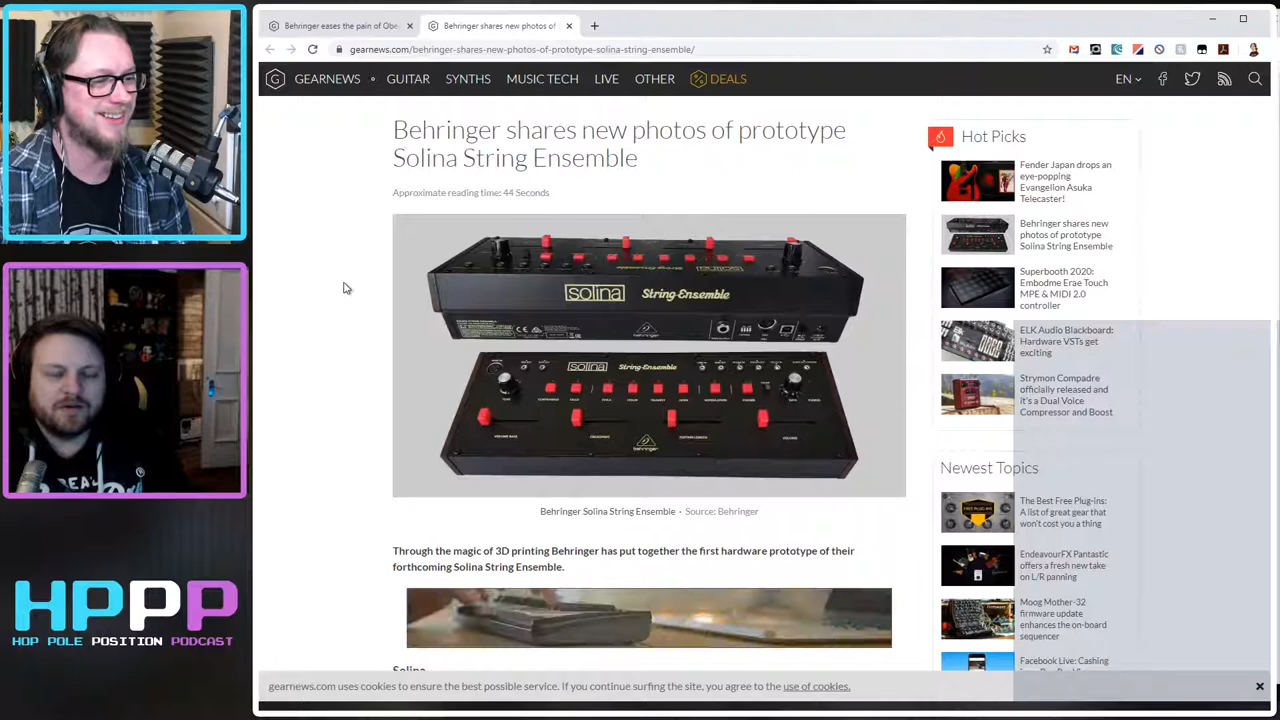 Behringer eases the pain of Obe
Behringer shares new photos of
gearnews.com/behringer-shares-new-photos-of-prototype-solina-string-ensemble/
GEARNEWS GUITAR SYNTHS MUSIC TECH LIVE OTHER DEALS EN
Behringer shares new photos of prototype
Solina String Ensemble
Approximate reading time: 44 Seconds
solina String-Ensemble
solina String-Ensemble
behringer
Behringer Solina String Ensemble · Source: Behringer
Through the magic of 3D printing Behringer has put together the first hardware prototype of their
forthcoming Solina String Ensemble.
Solina
Hot Picks
Fender Japan drops an
eye-popping
Evangelion Asuka
Telecaster!
Behringer shares new
photos of prototype
Solina String Ensemble
Superbooth 2020:
Embodme Erae Touch
MPE & MIDI 2.0
controller
ELK Audio Blackboard:
Hardware VSTs get
exciting
Strymon Compadre
officially released and
it's a Dual Voice
Compressor and Boost
Newest Topics
The Best Free Plug-ins:
A list of great gear that
won't cost you a thing
EndeavourFX Pantastic
offers a fresh new take
on L/R panning
Moog Mother-32
firmware update
enhances the on-board
sequencer
Facebook Live: Cashing
gearnews.com uses cookies to ensure the best possible service. If you continue surfing the site, you agree to the use of cookies.
HPPP
HOP POLE POSITION PODCAST